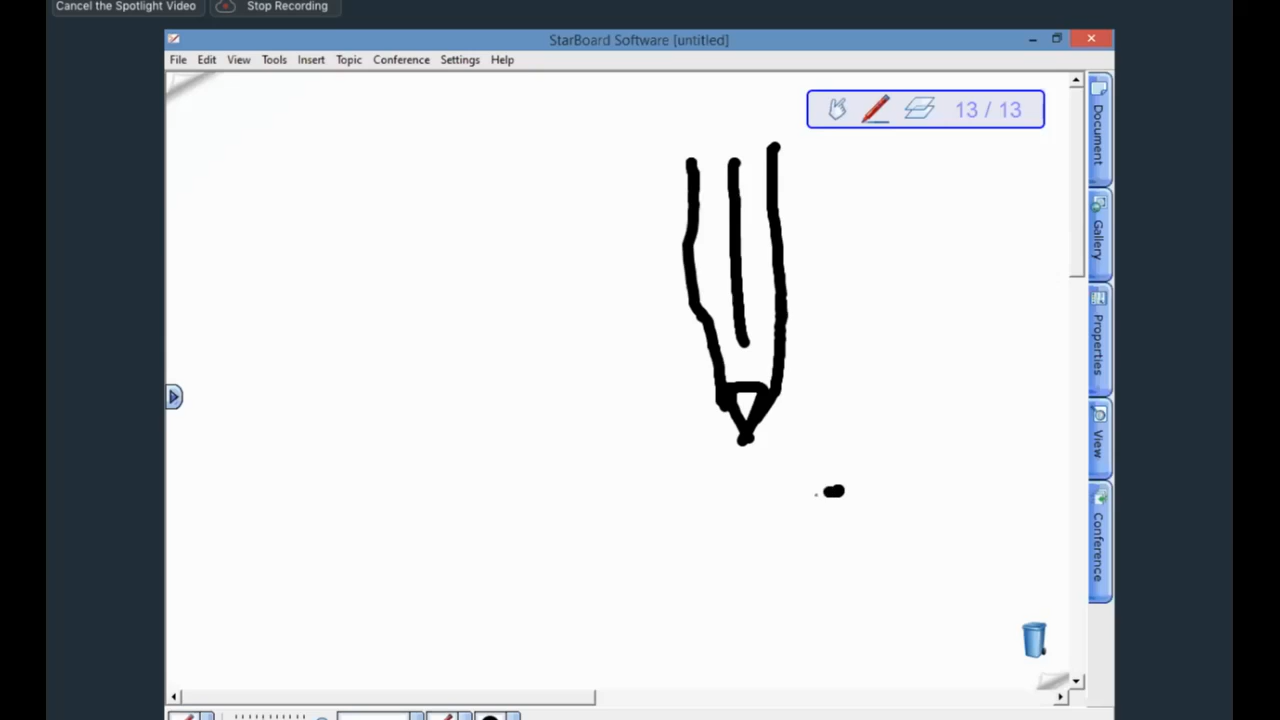 Cancel the Spotlight Video Stop Recording
StarBoard Software [untitled]
File Edit View Tools Insert Topic Conference Settings Help
13 / 13
Document
Gallery
Properties
View
Conference